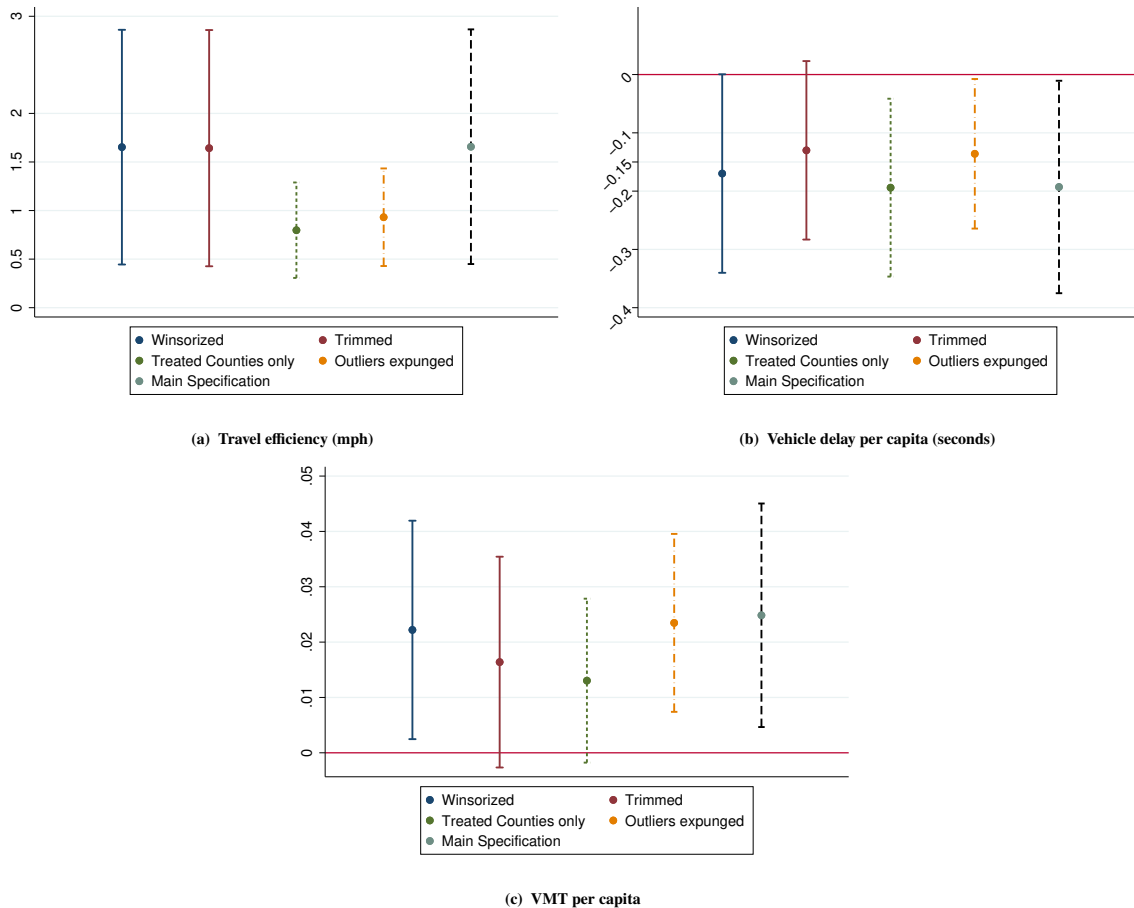 3
2
1.5
1
0.5
0
Winsorized Trimmed
Treated Counties only Outliers expunged
Main Specification
(a) Travel efficiency (mph)
0
−0.1
−0.15
−0.2
−0.3
−0.4
Winsorized Trimmed
Treated Counties only Outliers expunged
Main Specification
(b) Vehicle delay per capita (seconds)
.05
.04
.03
.02
.01
0
Winsorized Trimmed
Treated Counties only Outliers expunged
Main Specification
(c) VMT per capita